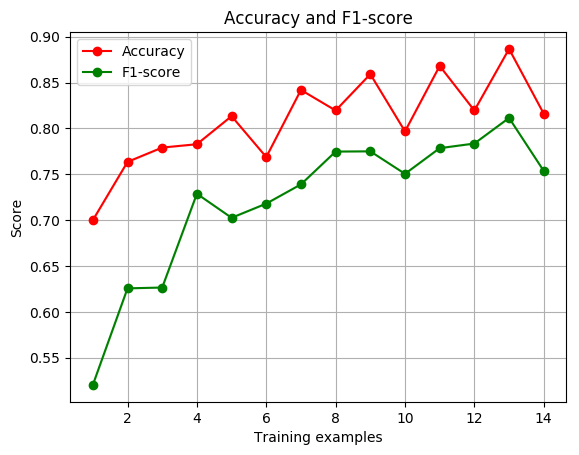 Accuracy and F1-score
Accuracy
F1-score
0.90
0.85
0.80
0.75
0.70
0.65
0.60
0.55
Score
2 4 6 8 10 12 14
Training examples